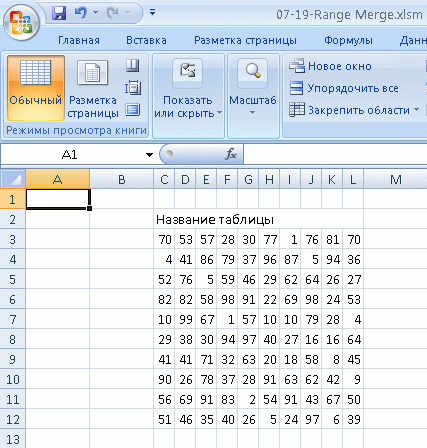 07-19-Range Merge.xlsm
Главная Вставка Разметка страницы Формулы Данн
Обычный Разметка страницы Показать или скрыть Масштаб Новое окно
Упорядочить все
Закрепить области
Режимы просмотра книги
A1 fx
A B C D E F G H I J K L M
1
2 Название таблицы
3 70 53 57 28 30 77 1 76 81 70
4 4 41 86 79 37 96 87 5 94 36
5 52 76 5 59 46 29 62 64 26 27
6 82 82 58 98 91 22 69 98 24 53
7 10 99 67 1 57 10 10 79 28 4
8 29 38 30 94 97 40 27 16 16 64
9 41 41 71 32 63 20 18 58 8 45
10 90 26 78 37 28 91 63 62 42 9
11 56 69 91 83 2 54 91 43 67 50
12 51 46 35 40 26 5 24 97 6 39
13